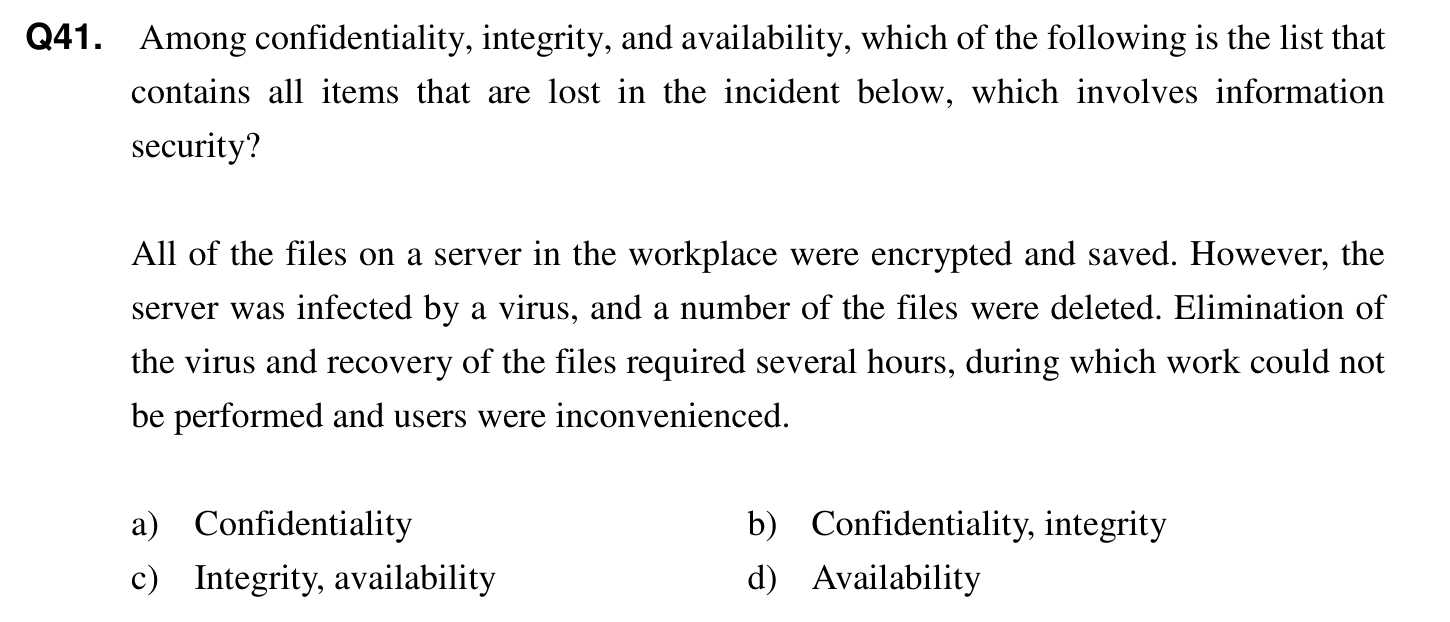 Q41. Among confidentiality, integrity, and availability, which of the following is the list that
contains all items that are lost in the incident below, which involves information
security?
All of the files on a server in the workplace were encrypted and saved. However, the
server was infected by a virus, and a number of the files were deleted. Elimination of
the virus and recovery of the files required several hours, during which work could not
be performed and users were inconvenienced.
a) Confidentiality b) Confidentiality, integrity
c) Integrity, availability d) Availability